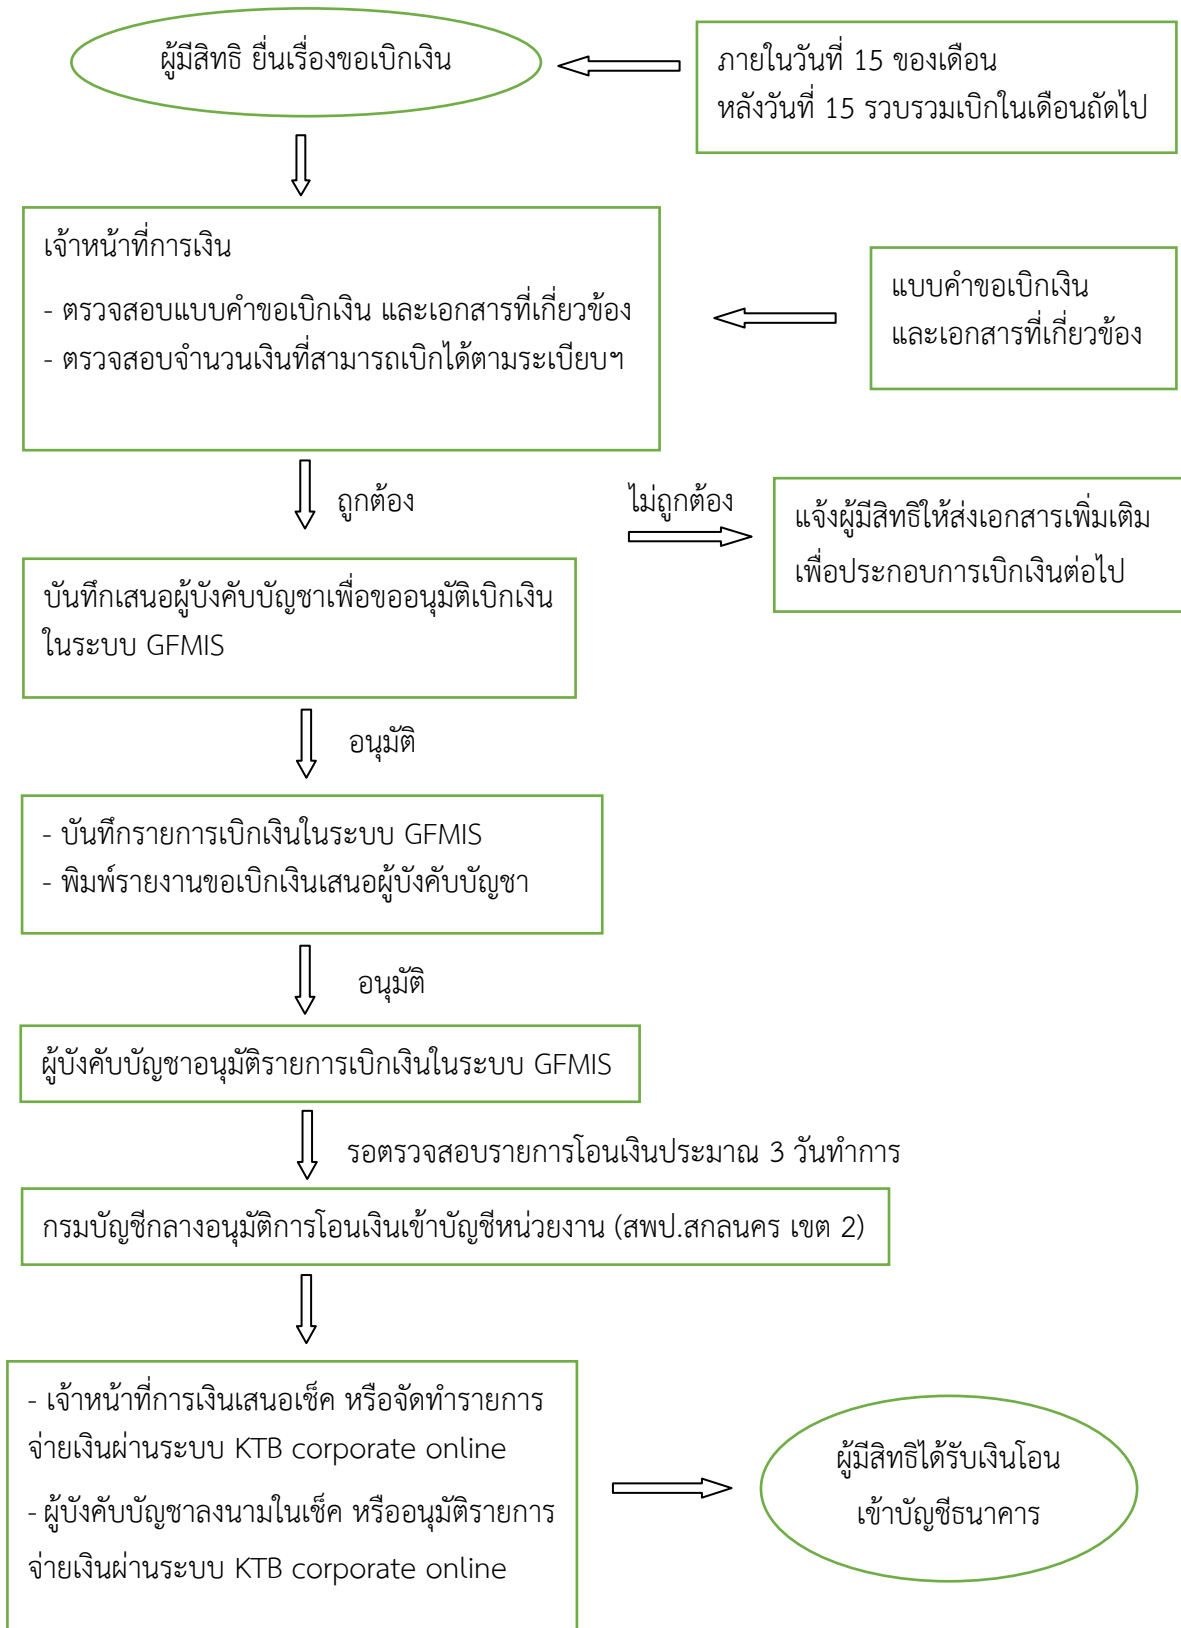 ผู้มีสิทธิ ยื่นเรื่องขอเบิกเงิน
ภายในวันที่ 15 ของเดือน
หลังวันที่ 15 รวบรวมเบิกในเดือนถัดไป
เจ้าหน้าที่การเงิน
- ตรวจสอบแบบคำขอเบิกเงิน และเอกสารที่เกี่ยวข้อง
- ตรวจสอบจำนวนเงินที่สามารถเบิกได้ตามระเบียบฯ
แบบคำขอเบิกเงิน
และเอกสารที่เกี่ยวข้อง
ถูกต้อง
ไม่ถูกต้อง
แจ้งผู้มีสิทธิให้ส่งเอกสารเพิ่มเติม
เพื่อประกอบการเบิกเงินต่อไป
บันทึกเสนอผู้บังคับบัญชาเพื่อขออนุมัติเบิกเงิน
ในระบบ GFMIS
อนุมัติ
- บันทึกรายการเบิกเงินในระบบ GFMIS
- พิมพ์รายงานขอเบิกเงินเสนอผู้บังคับบัญชา
อนุมัติ
ผู้บังคับบัญชาอนุมัติรายการเบิกเงินในระบบ GFMIS
รอตรวจสอบรายการโอนเงินประมาณ 3 วันทำการ
กรมบัญชีกลางอนุมัติการโอนเงินเข้าบัญชีหน่วยงาน (สพป.สกลนคร เขต 2)
- เจ้าหน้าที่การเงินเสนอเช็ค หรือจัดทำรายการ
จ่ายเงินผ่านระบบ KTB corporate online
- ผู้บังคับบัญชาลงนามในเช็ค หรืออนุมัติรายการ
จ่ายเงินผ่านระบบ KTB corporate online
ผู้มีสิทธิได้รับเงินโอน
เข้าบัญชีธนาคาร